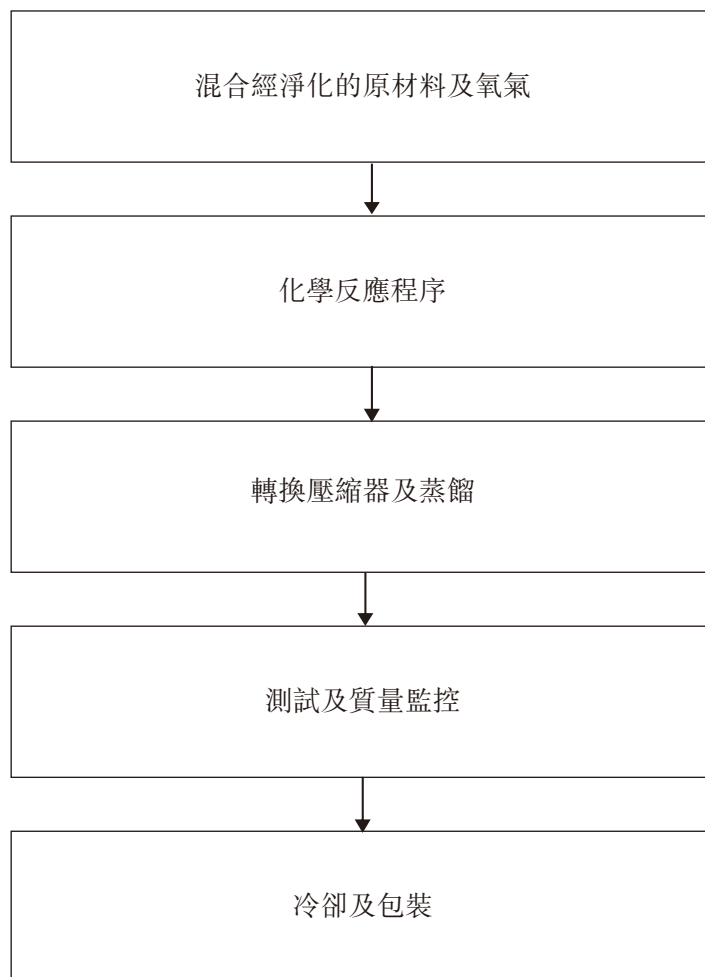 混合經淨化的原材料及氧氣
化學反應程序
轉換壓縮器及蒸餾
測試及質量監控
冷卻及包裝